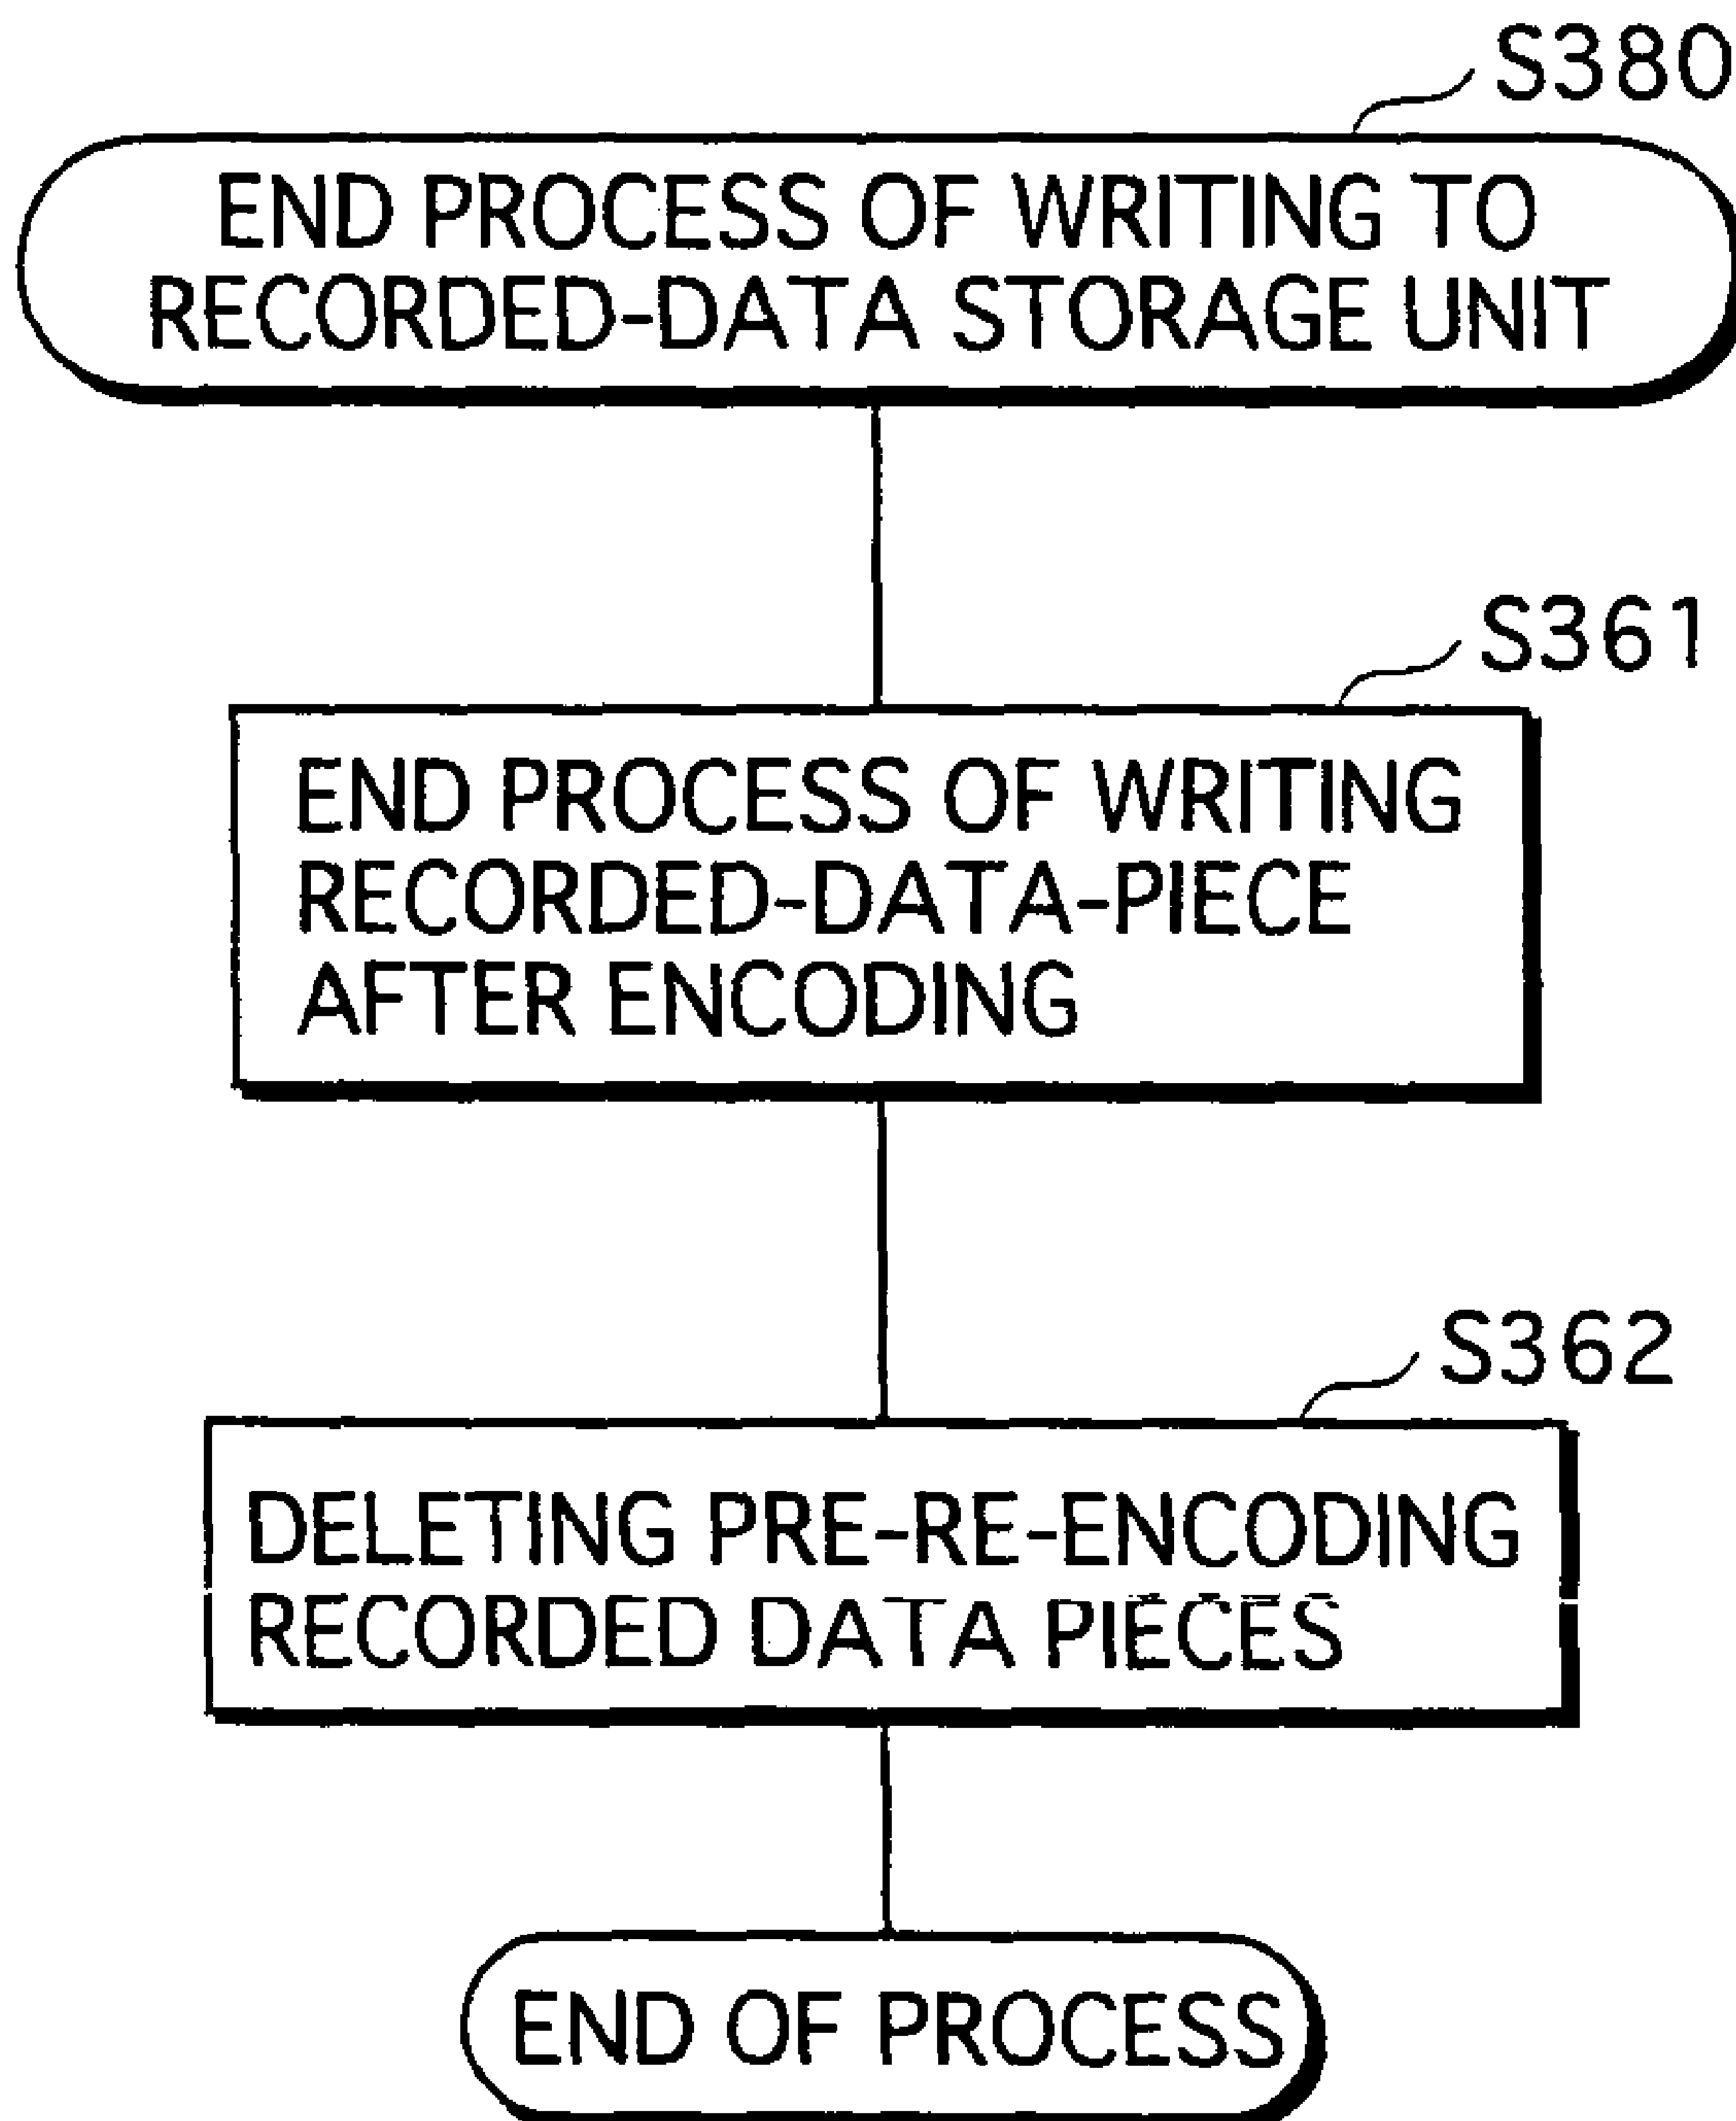 S380
END PROCESS OF WRITING TO
RECORDED-DATA STORAGE UNIT
S361
END PROCESS OF WRITING
RECORDED-DATA-PIECE
AFTER ENCODING
S362
DELETING PRE-RE-ENCODING
RECORDED DATA PIECES
END OF PROCESS